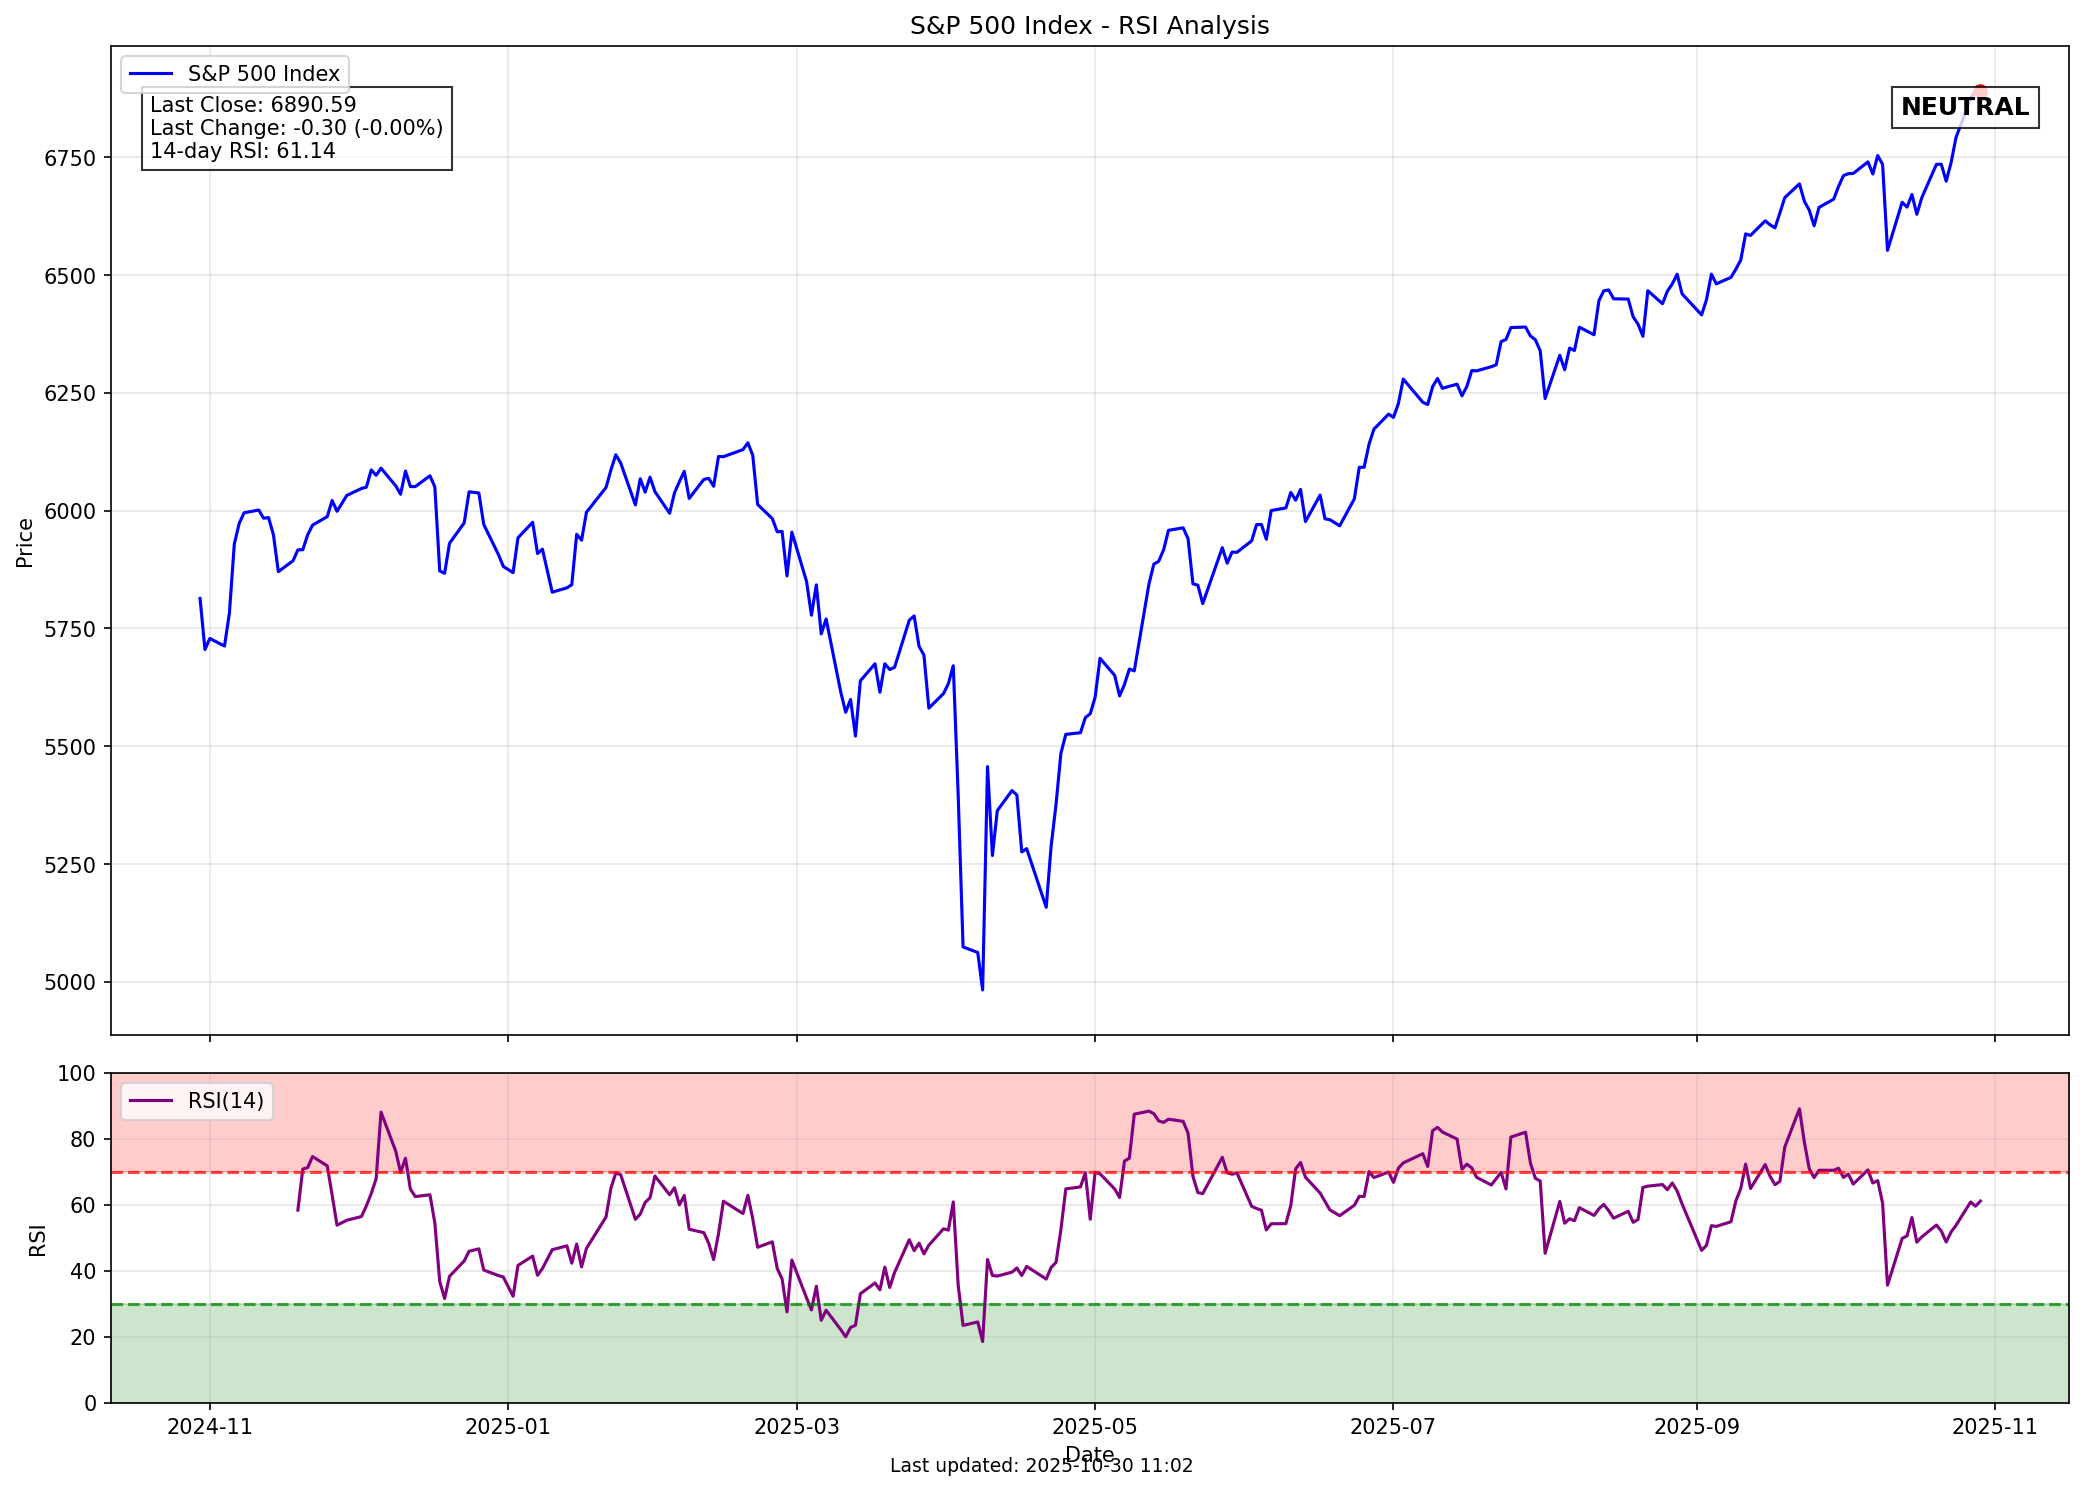 S&P 500 Index - RSI Analysis
S&P 500 Index
Last Close: 6890.59
Last Change: -0.30 (-0.00%)
14-day RSI: 61.14
NEUTRAL
Price
6750
6500
6250
6000
5750
5500
5250
5000
RSI(14)
RSI
100
80
60
40
20
0
2024-11
2025-01
2025-03
2025-05
2025-07
2025-09
2025-11
Date
Last updated: 2025-10-30 11:02